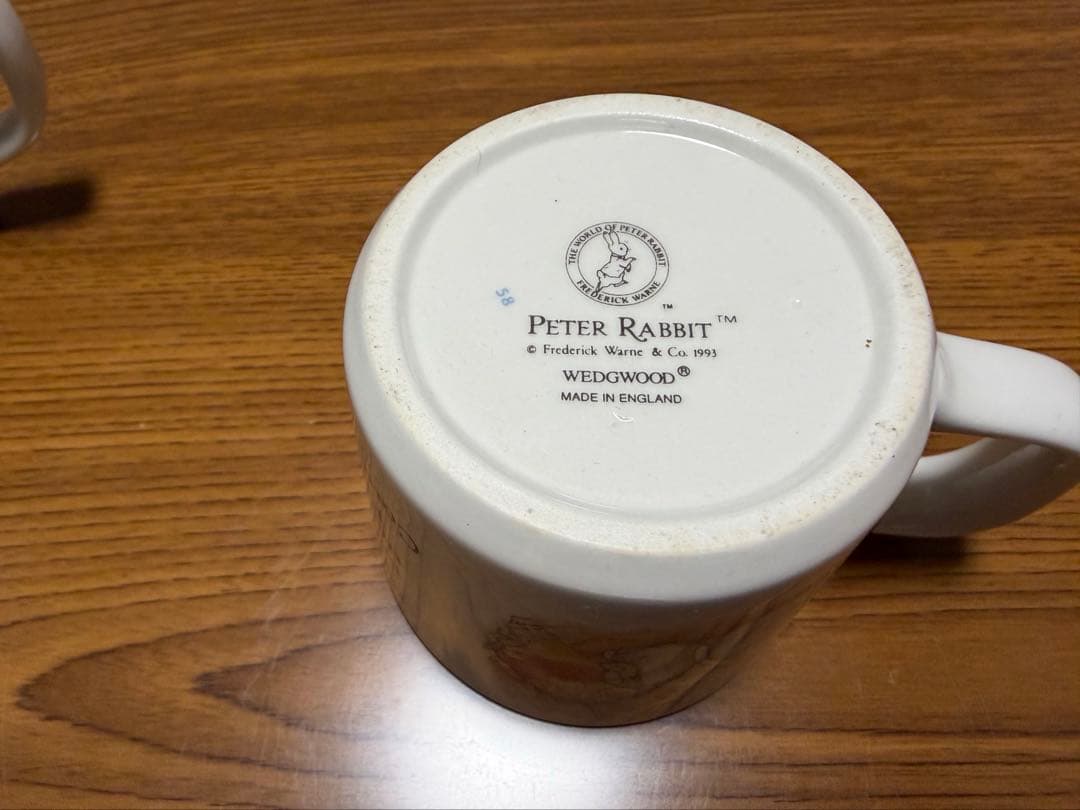 THE WORLD OF PETER RABBIT
FREDERICK WARNE
TM
58
PETER RABBIT™
© Frederick Warne & Co. 1993
WEDGWOOD®
MADE IN ENGLAND